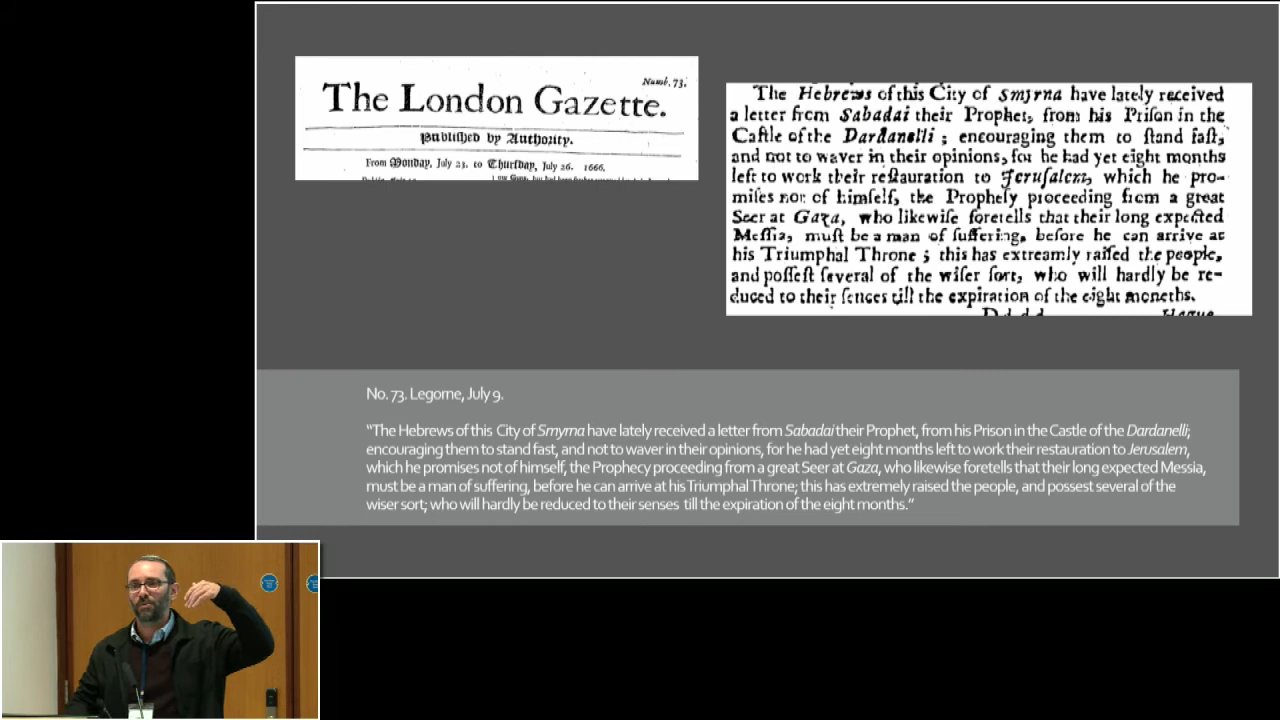 Numb. 73.
The London Gazette.
Published by Authority.
From Monday, July 23. to Thursday, July 26. 1666.
The Hebrews of this City of Smyrna have lately received
a letter from Sabadai their Prophet, from his Priſon in the
Caſtle of the Dardanelli ; encouraging them to ſtand faſt,
and not to waver in their opinions, for he had yet eight months
left to work their reſtauration to Jeruſalem, which he pro-
miſes not of himſelf, the Propheſy proceeding from a great
Seer at Gaza, who likewiſe foretells that their long expected
Meſſia, muſt be a man of ſuffering, before he can arrive at
his Triumphal Throne ; this has extreamly raiſed the people,
and poſſeſt ſeveral of the wiſer ſort, who will hardly be re-
duced to their ſences till the expiration of the eight moneths.
No. 73. Legorne, July 9.
“The Hebrews of this City of Smyrna have lately received a letter from Sabadai their Prophet, from his Prison in the Castle of the Dardanelli;
encouraging them to stand fast, and not to waver in their opinions, for he had yet eight months left to work their restauration to Jerusalem,
which he promises not of himself, the Prophecy proceeding from a great Seer at Gaza, who likewise foretells that their long expected Messia,
must be a man of suffering, before he can arrive at his Triumphal Throne; this has extremely raised the people, and possest several of the
wiser sort; who will hardly be reduced to their senses till the expiration of the eight months.”